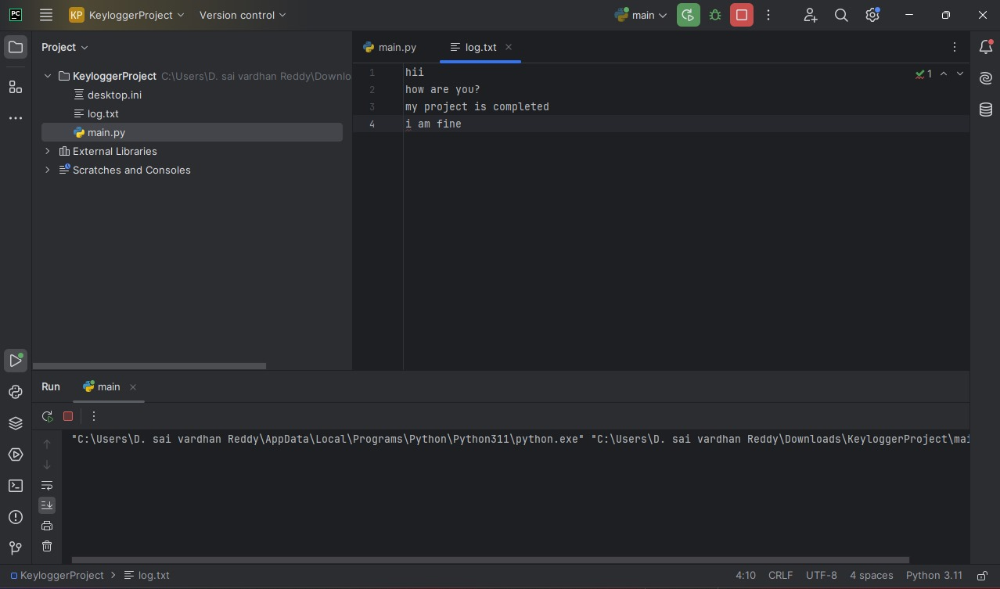 PC KP KeyloggerProject Version control main
Project
KeyloggerProject C:\Users\D. sai vardhan Reddy\Downlo
desktop.ini
log.txt
main.py
External Libraries
Scratches and Consoles
main.py log.txt
1 hii
2 how are you?
3 my project is completed
4 i am fine
1
Run main
"C:\Users\D. sai vardhan Reddy\AppData\Local\Programs\Python\Python311\python.exe" "C:\Users\D. sai vardhan Reddy\Downloads\KeyloggerProject\mai
KeyloggerProject > log.txt 4:10 CRLF UTF-8 4 spaces Python 3.11